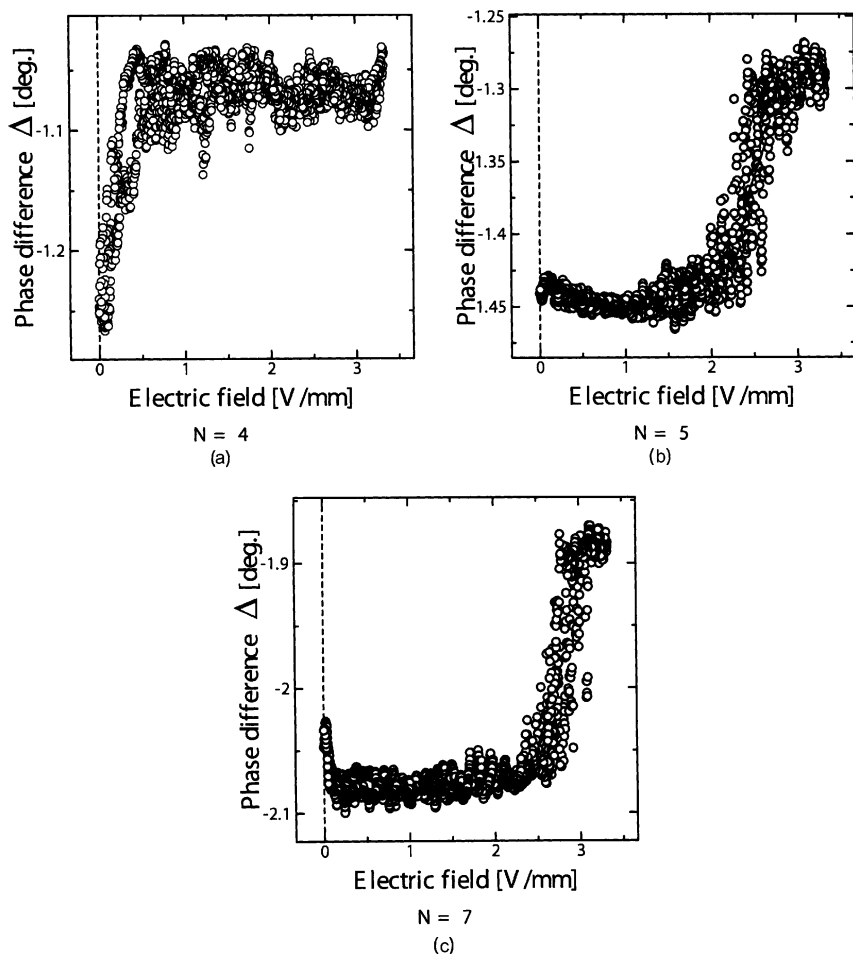 Phase difference Δ [deg.]
-1.1
-1.2
0
1
2
3
Electric field [V/mm]
N = 4
(a)
Phase difference Δ [deg.]
-1.25
-1.3
-1.35
-1.4
-1.45
0
1
2
3
Electric field [V/mm]
N = 5
(b)
Phase difference Δ [deg.]
-1.9
-2
-2.1
0
1
2
3
Electric field [V/mm]
N = 7
(c)